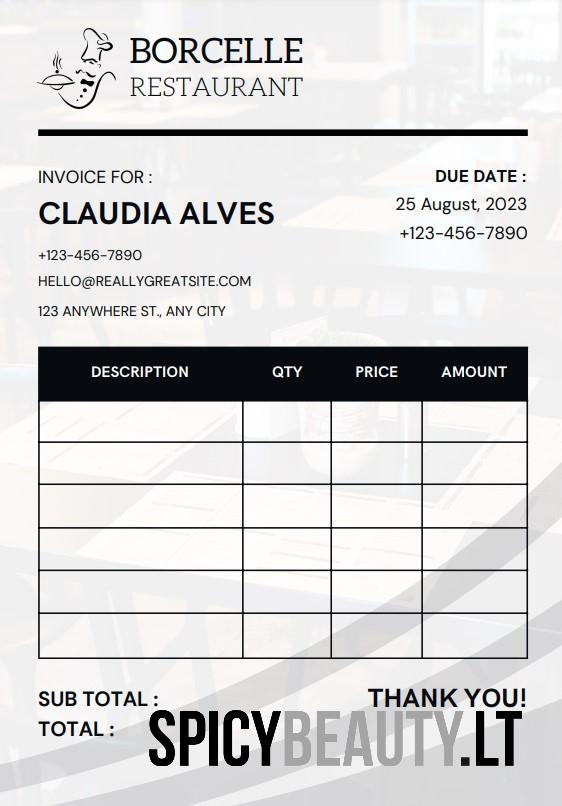 BORCELLE
RESTAURANT
INVOICE FOR :
CLAUDIA ALVES
+123-456-7890
HELLO@REALLYGREATSITE.COM
123 ANYWHERE ST., ANY CITY
DUE DATE :
25 August, 2023
+123-456-7890
DESCRIPTION QTY PRICE AMOUNT
SUB TOTAL :
TOTAL :
THANK YOU!
SPICYBEAUTY.LT